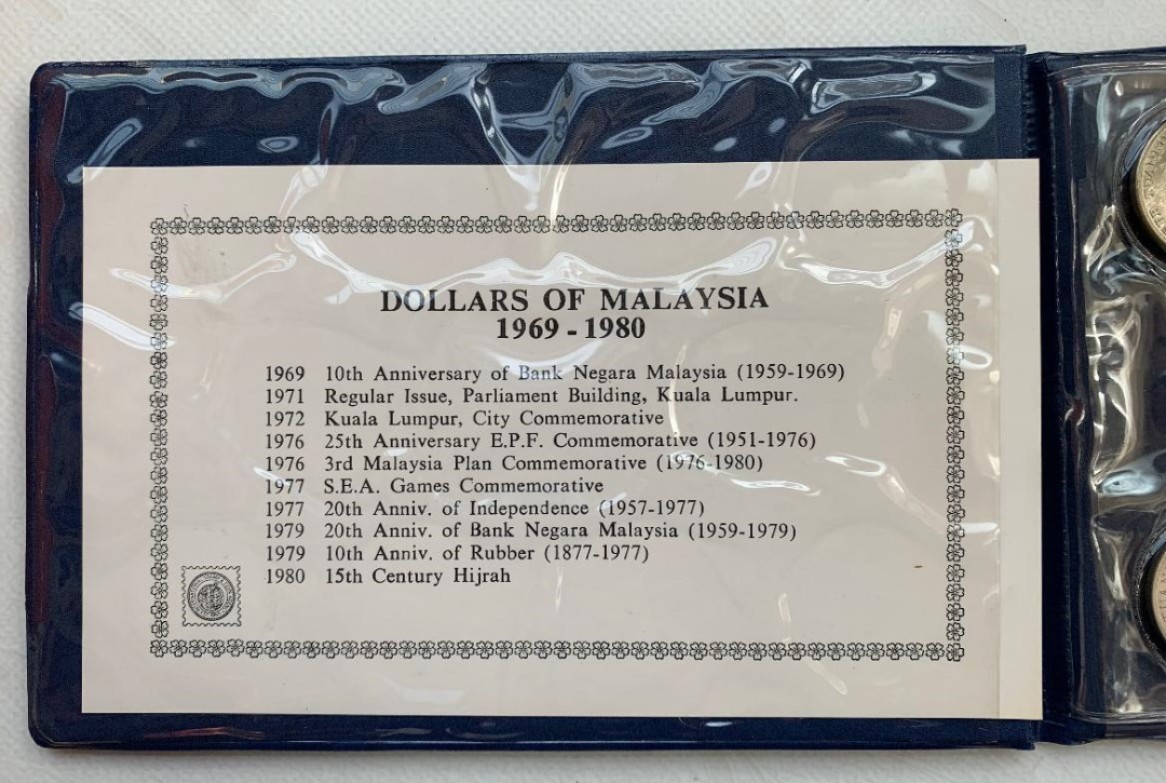 DOLLARS OF MALAYSIA
1969 - 1980
1969 10th Anniversary of Bank Negara Malaysia (1959-1969)
1971 Regular Issue, Parliament Building, Kuala Lumpur.
1972 Kuala Lumpur, City Commemorative
1976 25th Anniversary E.P.F. Commemorative (1951-1976)
1976 3rd Malaysia Plan Commemorative (1976-1980)
1977 S.E.A. Games Commemorative
1977 20th Anniv. of Independence (1957-1977)
1979 20th Anniv. of Bank Negara Malaysia (1959-1979)
1979 10th Anniv. of Rubber (1877-1977)
1980 15th Century Hijrah